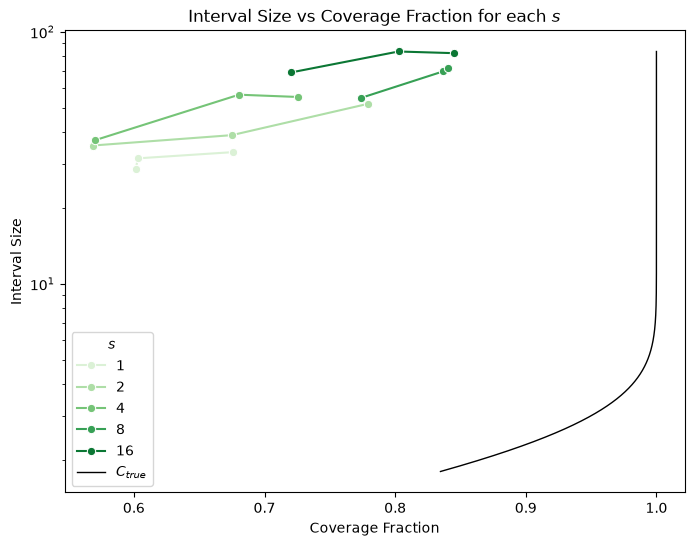 Interval Size vs Coverage Fraction for each s
10²
10¹
Interval Size
s
1
2
4
8
16
C_true
0.6 0.7 0.8 0.9 1.0
Coverage Fraction